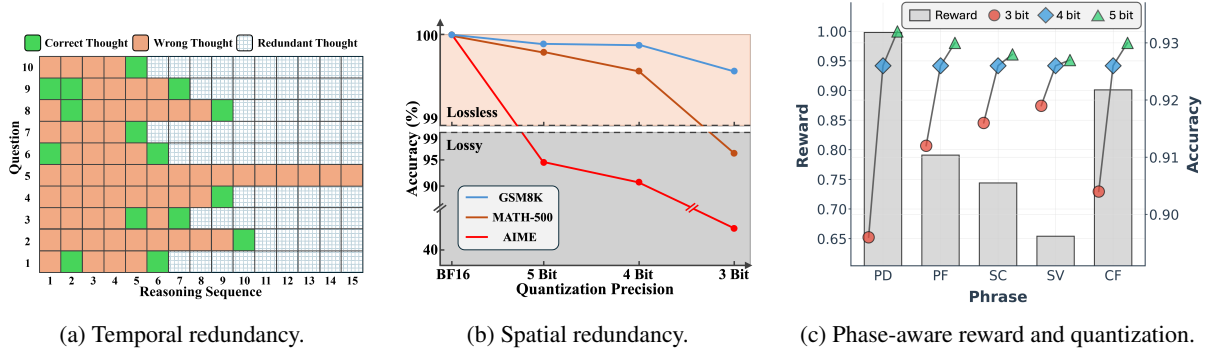 Correct Thought Wrong Thought Redundant Thought
Question
10
9
8
7
6
5
4
3
2
1
1 2 3 4 5 6 7 8 9 10 11 12 13 14 15
Reasoning Sequence
(a) Temporal redundancy.
Accuracy (%)
100
99
Lossless
99
Lossy
95
90
40
GSM8K
MATH-500
AIME
BF16 5 Bit 4 Bit 3 Bit
Quantization Precision
(b) Spatial redundancy.
Reward 3 bit 4 bit 5 bit
Reward
1.00
0.95
0.90
0.85
0.80
0.75
0.70
0.65
Accuracy
0.93
0.92
0.91
0.90
PD PF SC SV CF
Phrase
(c) Phase-aware reward and quantization.